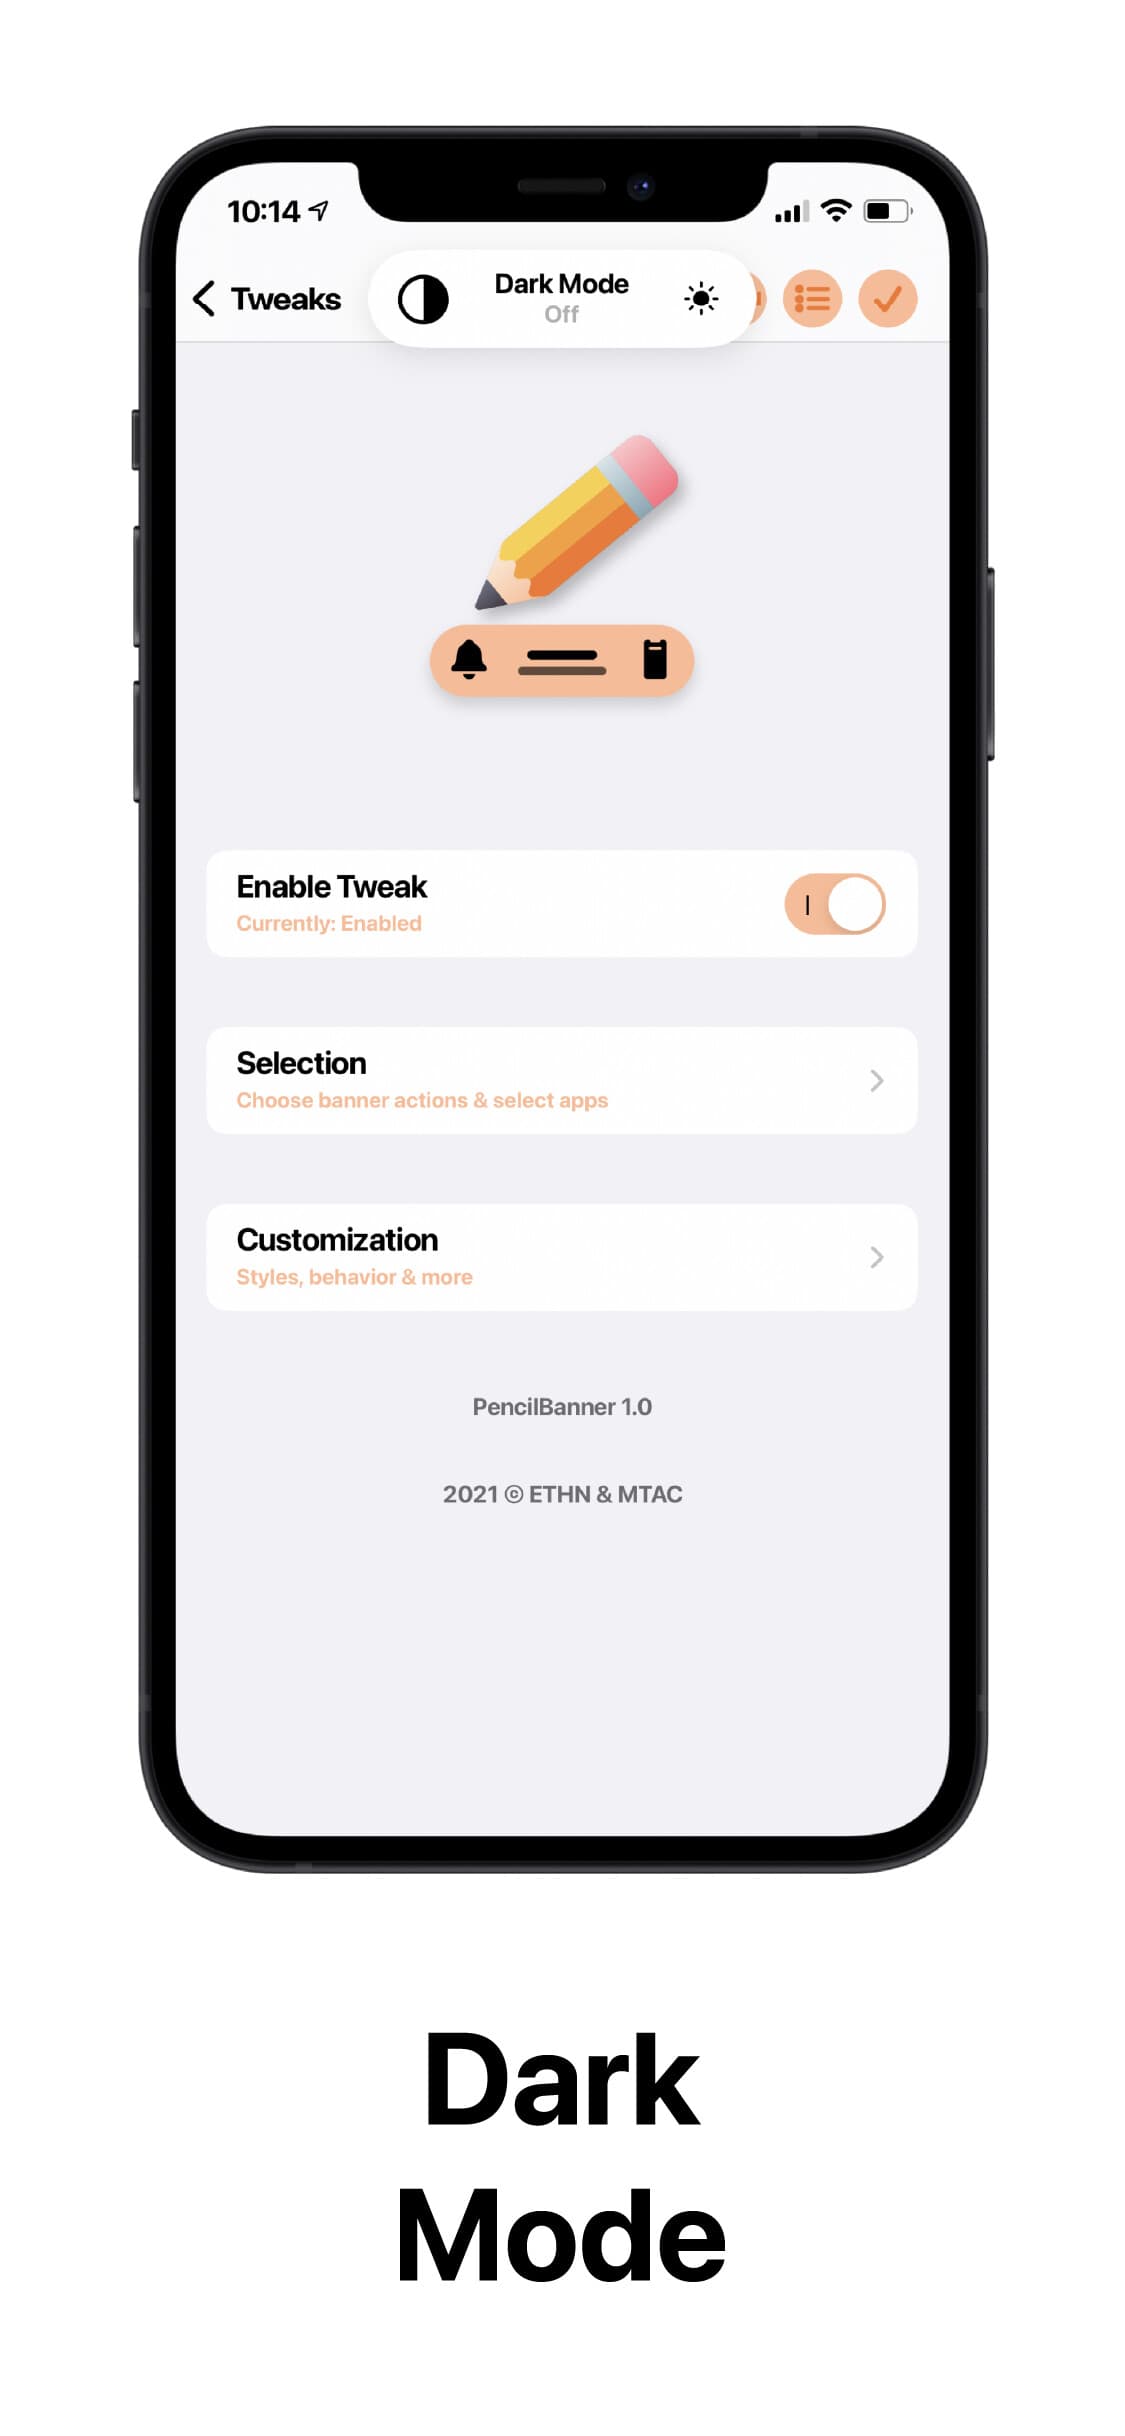 10:14
Tweaks
Dark Mode
Off
Enable Tweak
Currently: Enabled
Selection
Choose banner actions & select apps
Customization
Styles, behavior & more
PencilBanner 1.0
2021 © ETHN & MTAC
Dark
Mode